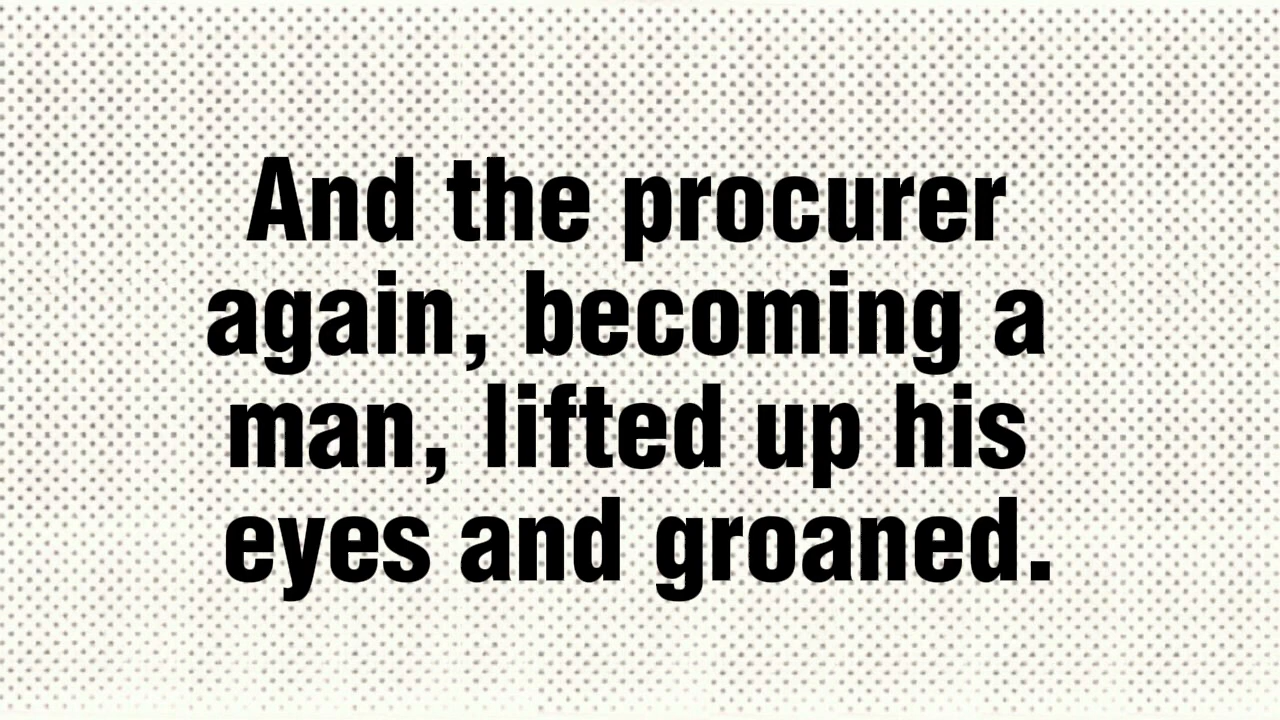 And the procurer
again, becoming a
man, lifted up his
eyes and groaned.